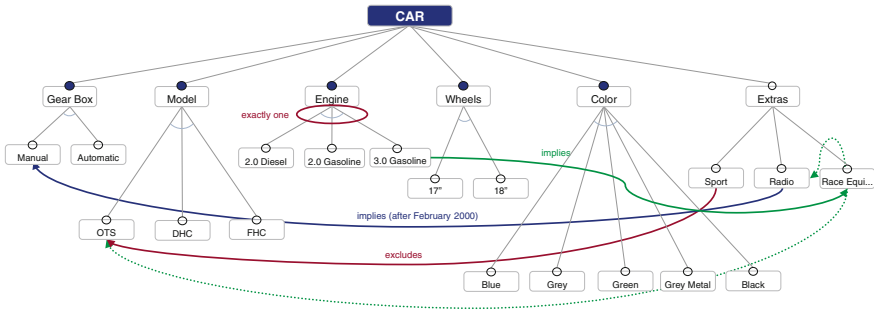 CAR
Gear Box
Model
Engine
Wheels
Color
Extras
exactly one
Manual
Automatic
2.0 Diesel
2.0 Gasoline
3.0 Gasoline
implies
17"
18"
Sport
Radio
Race Equi...
implies (after February 2000)
OTS
DHC
FHC
excludes
Blue
Grey
Green
Grey Metal
Black